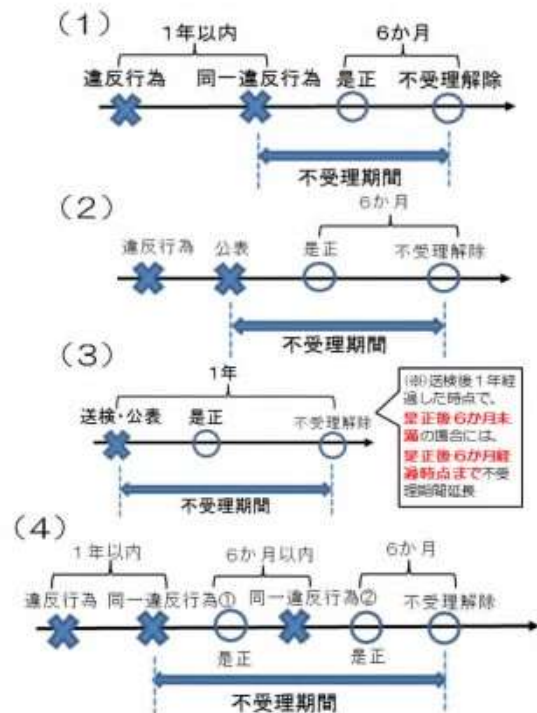 (1)
1年以内 6か月
違反行為 同一違反行為 是正 不受理解除
不受理期間
(2)
6か月
違反行為 公表 是正 不受理解除
不受理期間
(3)
1年
送検・公表 是正 不受理解除
不受理期間
(※)送検後1年経
過した時点で、
是正後6か月未
満の場合には、
是正後6か月経
過時点まで不受
理期間延長
(4)
1年以内 6か月以内 6か月
違反行為 同一違反行為① 同一違反行為② 不受理解除
是正 是正
不受理期間